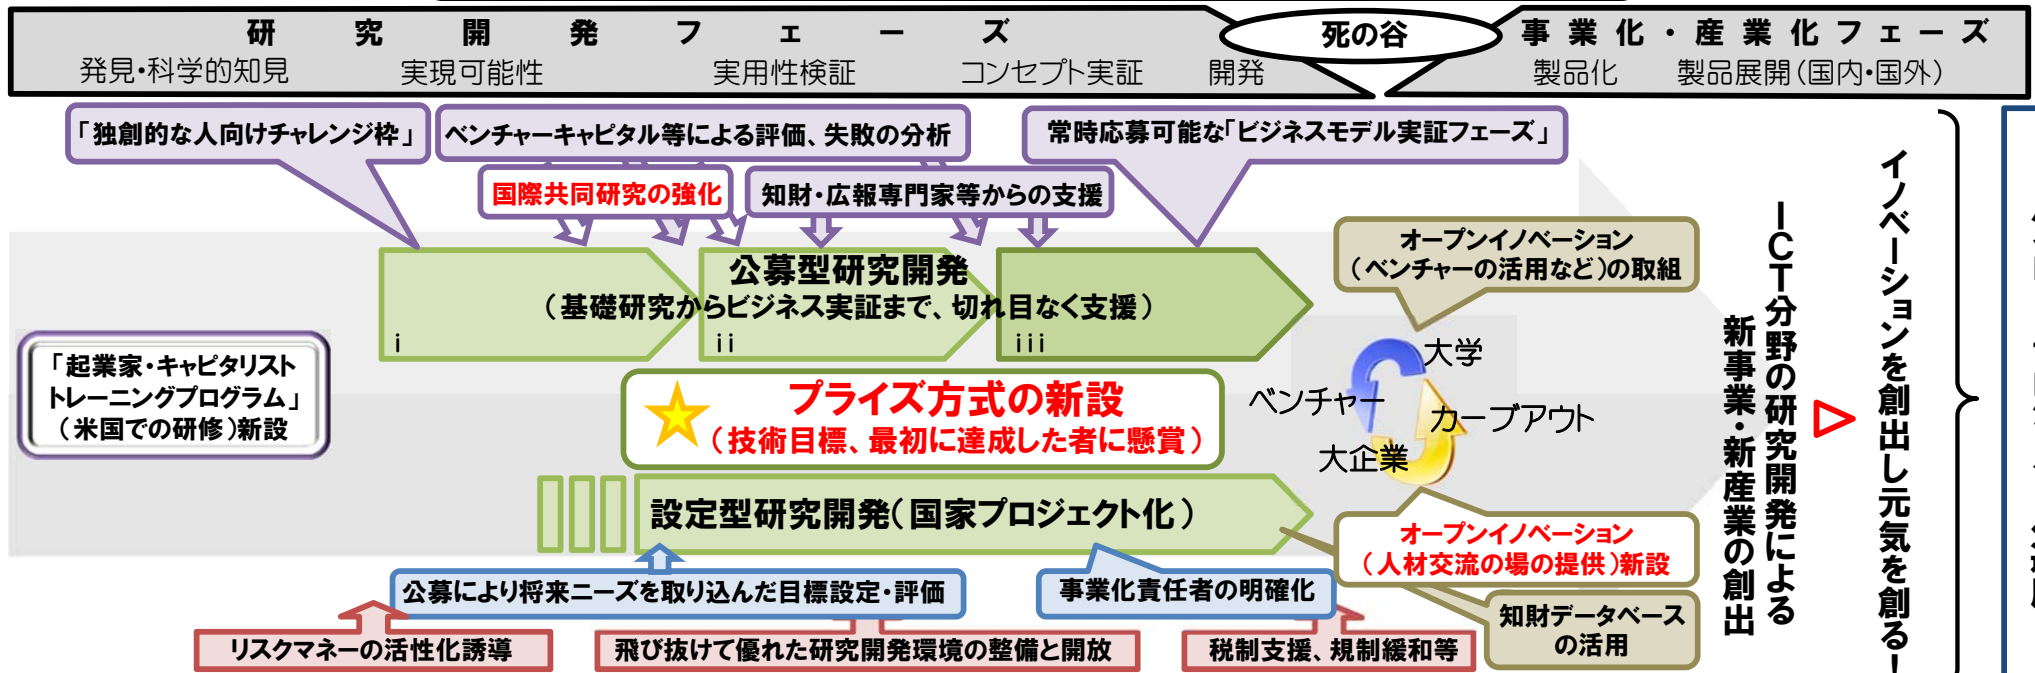 研究開発フェーズ
死の谷
事業化・産業化フェーズ
発見・科学的知見
実現可能性
実用性検証
コンセプト実証
開発
製品化
製品展開(国内・国外)
「独創的な人向けチャレンジ枠」
ベンチャーキャピタル等による評価、失敗の分析
常時応募可能な「ビジネスモデル実証フェーズ」
国際共同研究の強化
知財・広報専門家等からの支援
公募型研究開発
(基礎研究からビジネス実証まで、切れ目なく支援)
i
ii
iii
オープンイノベーション
(ベンチャーの活用など)の取組
「起業家・キャピタリスト
トレーニングプログラム」
(米国での研修)新設
プライズ方式の新設
(技術目標、最初に達成した者に懸賞)
大学
ベンチャー
カーブアウト
大企業
設定型研究開発(国家プロジェクト化)
オープンイノベーション
(人材交流の場の提供)新設
公募により将来ニーズを取り込んだ目標設定・評価
事業化責任者の明確化
知財データベース
の活用
リスクマネーの活性化誘導
飛び抜けて優れた研究開発環境の整備と開放
税制支援、規制緩和等
ICT分野の研究開発による
新事業・新産業の創出
イノベーションを創出し元気を創る!